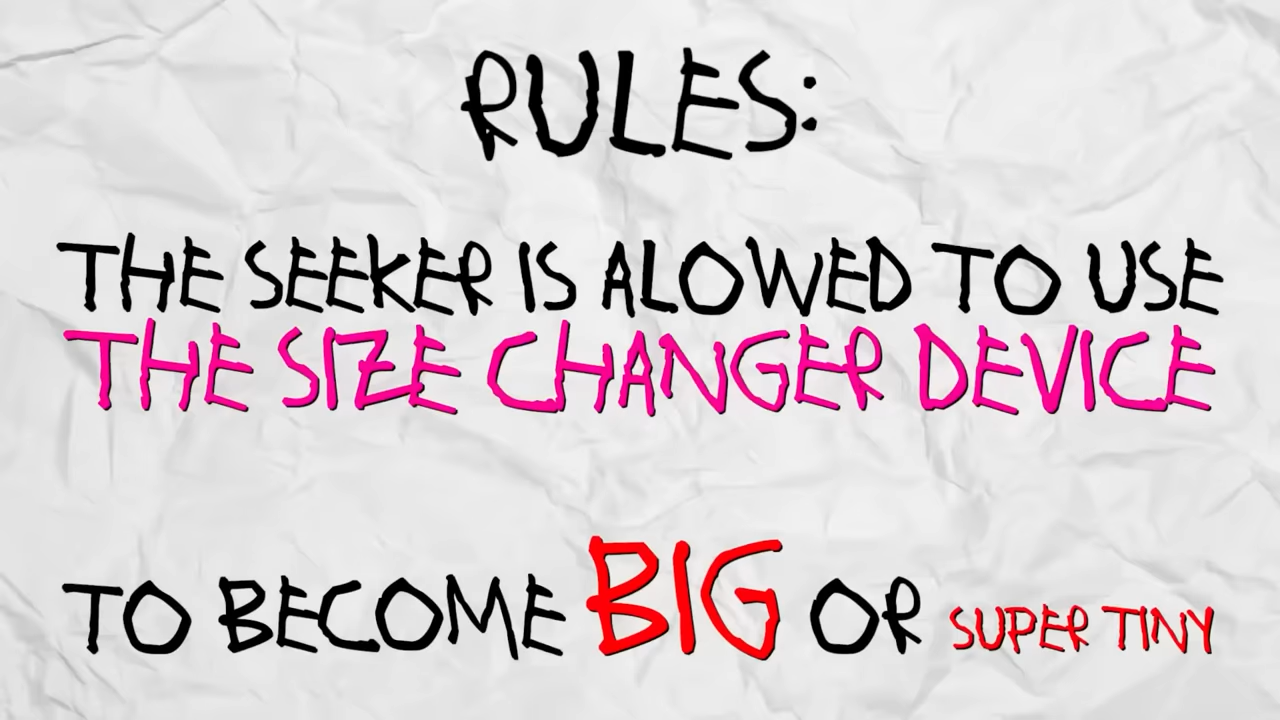 RULES:
THE SEEKER IS ALOWED TO USE
THE SIZE CHANGER DEVICE
TO BECOME BIG OR SUPER TINY